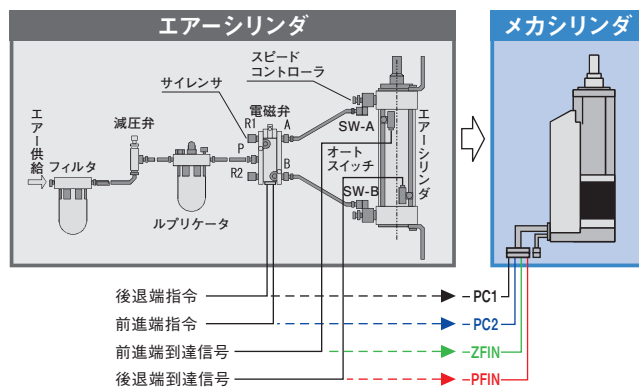 エアーシリンダ
メカシリンダ
スピード
コントローラ
サイレンサ
電磁弁
減圧弁
R1
A
P
B
R2
SW-A
オート
スイッチ
SW-B
エアーシリンダ
エアー供給
フィルタ
ルブリケータ
後退端指令
PC1
前進端指令
PC2
前進端到達信号
ZFIN
後退端到達信号
PFIN